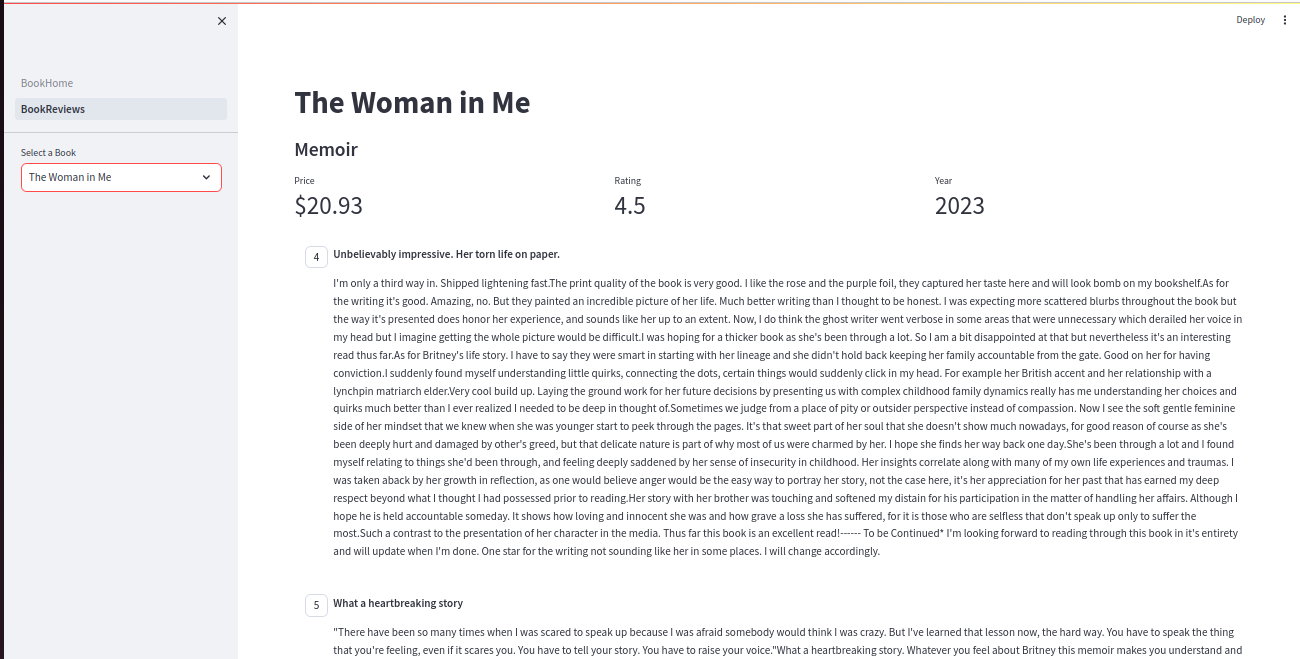 Deploy
BookHome
BookReviews
Select a Book
The Woman in Me
The Woman in Me
Memoir
Price
Rating
Year
$20.93
4.5
2023
4
Unbelievably impressive. Her torn life on paper.
I'm only a third way in. Shipped lightening fast.The print quality of the book is very good. I like the rose and the purple foil, they captured her taste here and will look bomb on my bookshelf.As for
the writing it's good. Amazing, no. But they painted an incredible picture of her life. Much better writing than I thought to be honest. I was expecting more scattered blurbs throughout the book but
the way it's presented does honor her experience, and sounds like her up to an extent. Now, I do think the ghost writer went verbose in some areas that were unnecessary which derailed her voice in
my head but I imagine getting the whole picture would be difficult.I was hoping for a thicker book as she's been through a lot. So I am a bit disappointed at that but nevertheless it's an interesting
read thus far.As for Britney's life story. I have to say they were smart in starting with her lineage and she didn't hold back keeping her family accountable from the gate. Good on her for having
conviction.I suddenly found myself understanding little quirks, connecting the dots, certain things would suddenly click in my head. For example her British accent and her relationship with a
lynchpin matriarch elder.Very cool build up. Laying the ground work for her future decisions by presenting us with complex childhood family dynamics really has me understanding her choices and
quirks much better than I ever realized I needed to be deep in thought of.Sometimes we judge from a place of pity or outsider perspective instead of compassion. Now I see the soft gentle feminine
side of her mindset that we knew when she was younger start to peek through the pages. It's that sweet part of her soul that she doesn't show much nowadays, for good reason of course as she's
been deeply hurt and damaged by other's greed, but that delicate nature is part of why most of us were charmed by her. I hope she finds her way back one day.She's been through a lot and I found
myself relating to things she'd been through, and feeling deeply saddened by her sense of insecurity in childhood. Her insights correlate along with many of my own life experiences and traumas. I
was taken aback by her growth in reflection, as one would believe anger would be the easy way to portray her story, not the case here, it's her appreciation for her past that has earned my deep
respect beyond what I thought I had possessed prior to reading.Her story with her brother was touching and softened my distain for his participation in the matter of handling her affairs. Although I
hope he is held accountable someday. It shows how loving and innocent she was and how grave a loss she has suffered, for it is those who are selfless that don't speak up only to suffer the
most.Such a contrast to the presentation of her character in the media. Thus far this book is an excellent read!------ To be Continued* I'm looking forward to reading through this book in it's entirety
and will update when I'm done. One star for the writing not sounding like her in some places. I will change accordingly.
5
What a heartbreaking story
"There have been so many times when I was scared to speak up because I was afraid somebody would think I was crazy. But I've learned that lesson now, the hard way. You have to speak the thing
that you're feeling, even if it scares you. You have to tell your story. You have to raise your voice."What a heartbreaking story. Whatever you feel about Britney this memoir makes you understand and